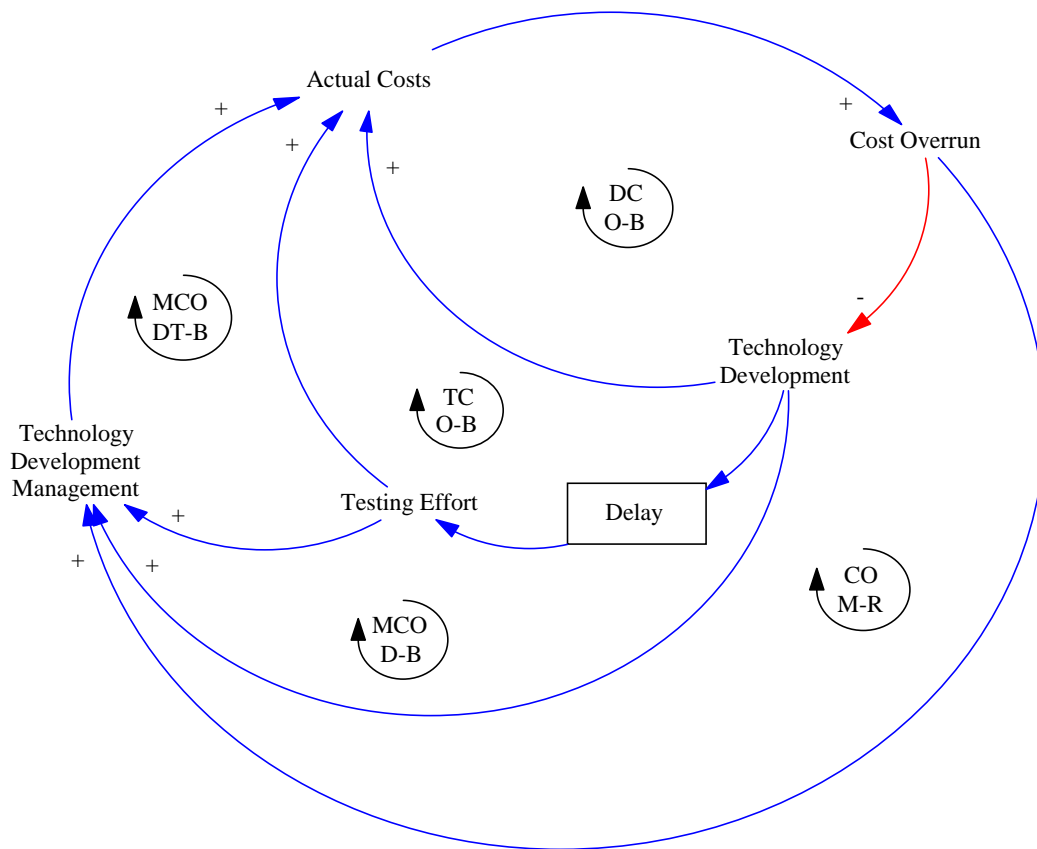 Actual Costs
+
+
+
+
Cost Overrun
DC
O-B
MCO
DT-B
-
Technology
Development
TC
O-B
Technology
Development
Management
Testing Effort
Delay
+
+
+
CO
M-R
MCO
D-B